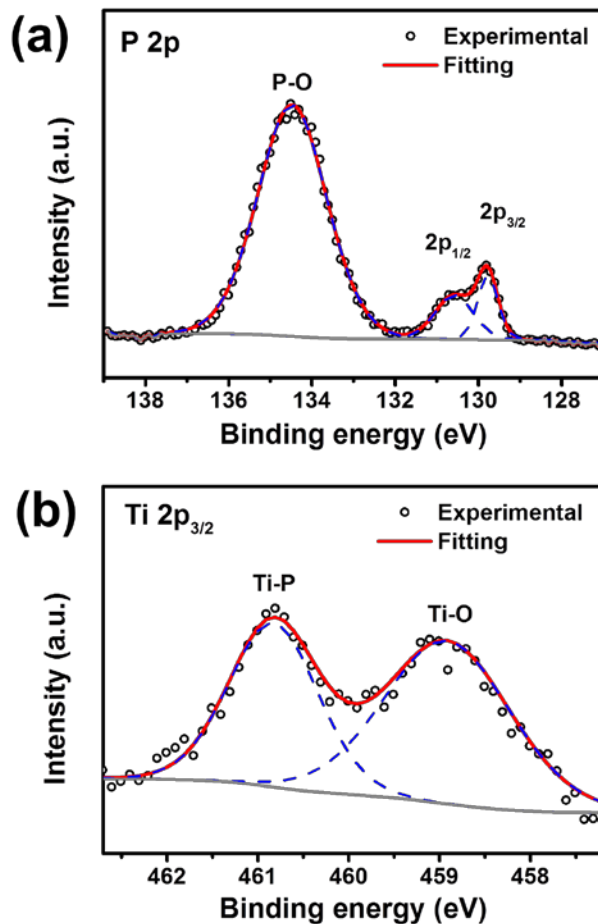 (a)
P 2p
Experimental
Fitting
P-O
2p1/2
2p3/2
Intensity (a.u.)
138 136 134 132 130 128
Binding energy (eV)
(b)
Ti 2p3/2
Experimental
Fitting
Ti-P
Ti-O
Intensity (a.u.)
462 461 460 459 458
Binding energy (eV)